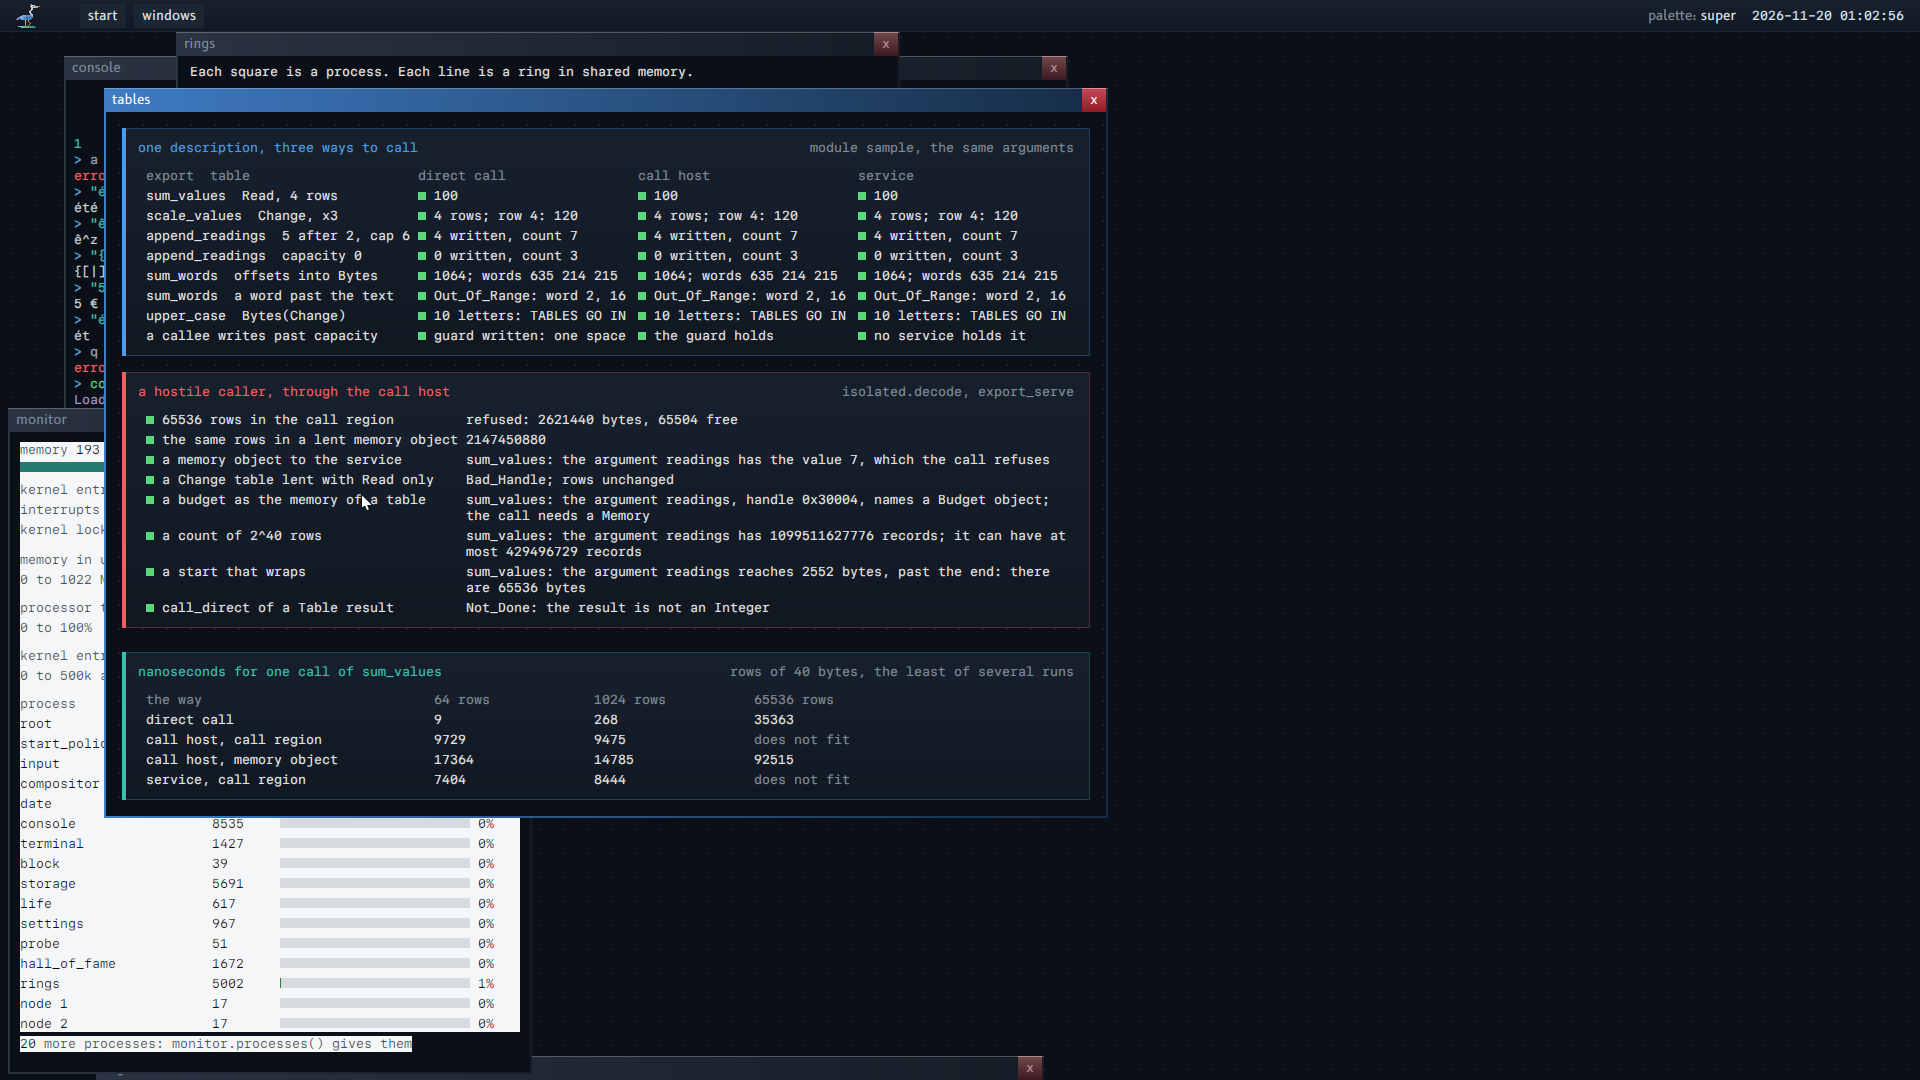 start windows palette: super 2026-11-20 01:02:56
rings x
console x
Each square is a process. Each line is a ring in shared memory.
tables x
one description, three ways to call module sample, the same arguments
export table direct call call host service
sum_values Read, 4 rows 100 100 100
scale_values Change, x3 4 rows; row 4: 120 4 rows; row 4: 120 4 rows; row 4: 120
append_readings 5 after 2, cap 6 4 written, count 7 4 written, count 7 4 written, count 7
append_readings capacity 0 0 written, count 3 0 written, count 3 0 written, count 3
sum_words offsets into Bytes 1064; words 635 214 215 1064; words 635 214 215 1064; words 635 214 215
sum_words a word past the text Out_Of_Range: word 2, 16 Out_Of_Range: word 2, 16 Out_Of_Range: word 2, 16
upper_case Bytes(Change) 10 letters: TABLES GO IN 10 letters: TABLES GO IN 10 letters: TABLES GO IN
a callee writes past capacity guard written: one space the guard holds no service holds it
a hostile caller, through the call host isolated.decode, export_serve
65536 rows in the call region refused: 2621440 bytes, 65504 free
the same rows in a lent memory object 2147450880
a memory object to the service sum_values: the argument readings has the value 7, which the call refuses
a Change table lent with Read only Bad_Handle; rows unchanged
a budget as the memory of a table sum_values: the argument readings, handle 0x30004, names a Budget object;
the call needs a Memory
a count of 2^40 rows sum_values: the argument readings has 1099511627776 records; it can have at
most 429496729 records
a start that wraps sum_values: the argument readings reaches 2552 bytes, past the end: there
are 65536 bytes
call_direct of a Table result Not_Done: the result is not an Integer
nanoseconds for one call of sum_values rows of 40 bytes, the least of several runs
the way 64 rows 1024 rows 65536 rows
direct call 9 268 35363
call host, call region 9729 9475 does not fit
call host, memory object 17364 14785 92515
service, call region 7404 8444 does not fit
1
> a
erro
> "é
été
> "ê
ê^z
> "{
{[|]
> "5
5 €
> "é
ét
> q
erro
> co
Load
monitor
memory 193
kernel entr
interrupts
kernel lock
memory in u
0 to 1022 M
processor t
0 to 100%
kernel entr
0 to 500k a
process
root
start_polic
input
compositor
date
console 8535 0%
terminal 1427 0%
block 39 0%
storage 5691 0%
life 617 0%
settings 967 0%
probe 51 0%
hall_of_fame 1672 0%
rings 5002 1%
node 1 17 0%
node 2 17 0%
20 more processes: monitor.processes() gives them
x